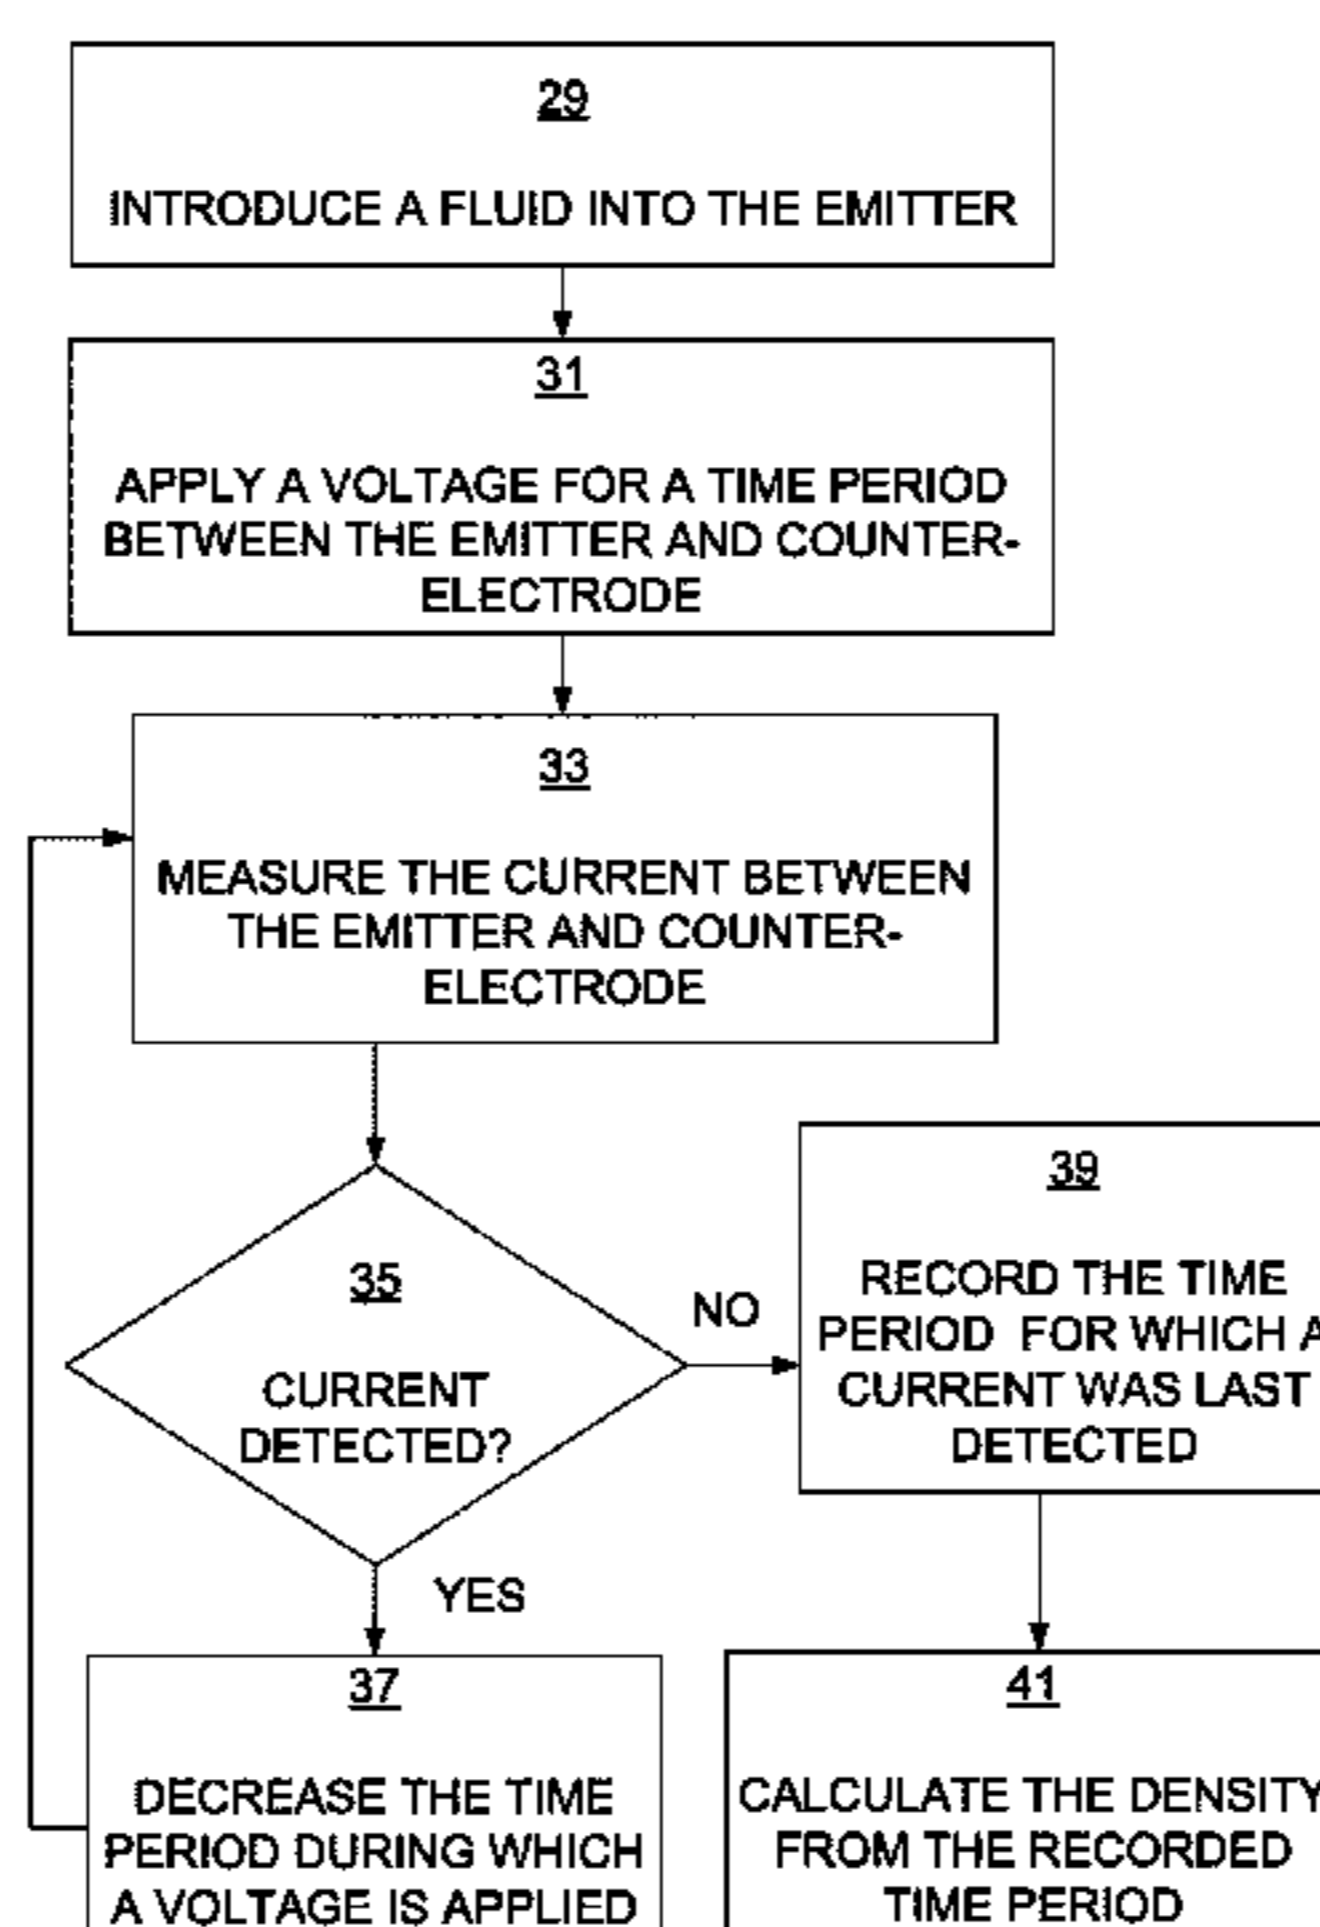 29
INTRODUCE A FLUID INTO THE EMITTER
31
APPLY A VOLTAGE FOR A TIME PERIOD
BETWEEN THE EMITTER AND COUNTER-
ELECTRODE
33
MEASURE THE CURRENT BETWEEN
THE EMITTER AND COUNTER-
ELECTRODE
35
CURRENT
DETECTED?
NO
YES
39
RECORD THE TIME
PERIOD FOR WHICH A
CURRENT WAS LAST
DETECTED
37
DECREASE THE TIME
PERIOD DURING WHICH
A VOLTAGE IS APPLIED
41
CALCULATE THE DENSITY
FROM THE RECORDED
TIME PERIOD